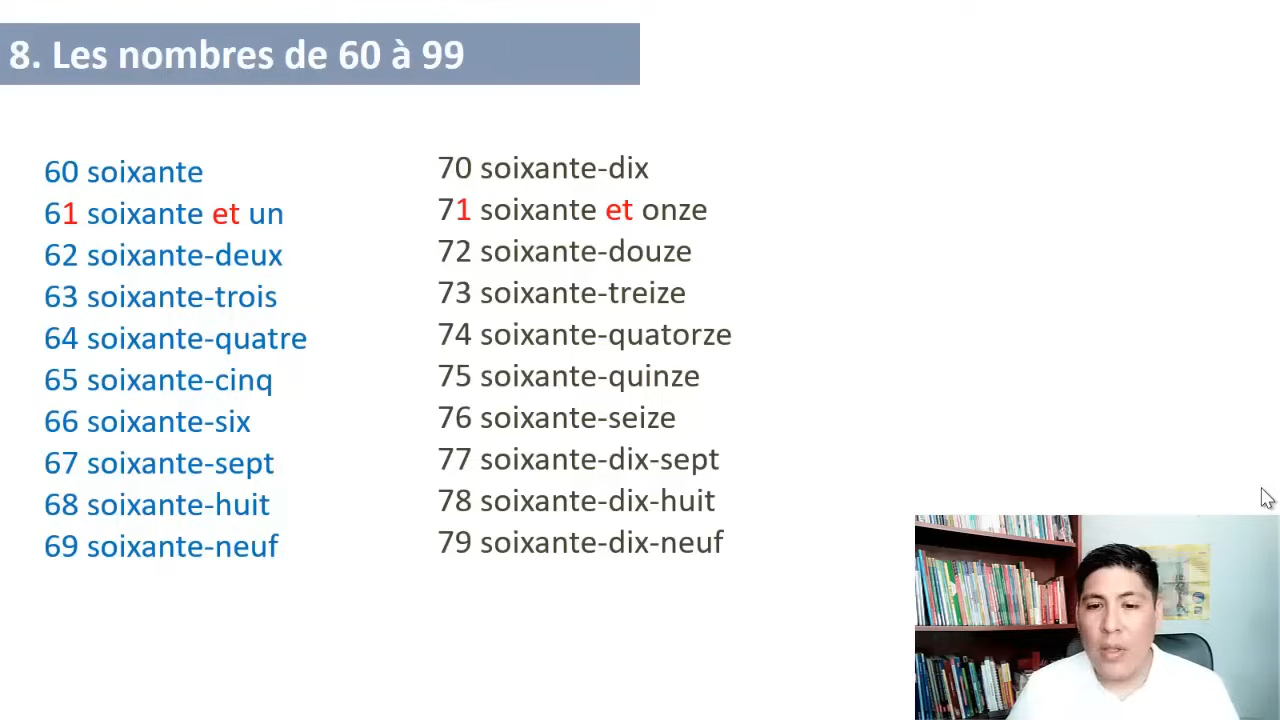 8. Les nombres de 60 à 99
60 soixante
61 soixante et un
62 soixante-deux
63 soixante-trois
64 soixante-quatre
65 soixante-cinq
66 soixante-six
67 soixante-sept
68 soixante-huit
69 soixante-neuf
70 soixante-dix
71 soixante et onze
72 soixante-douze
73 soixante-treize
74 soixante-quatorze
75 soixante-quinze
76 soixante-seize
77 soixante-dix-sept
78 soixante-dix-huit
79 soixante-dix-neuf